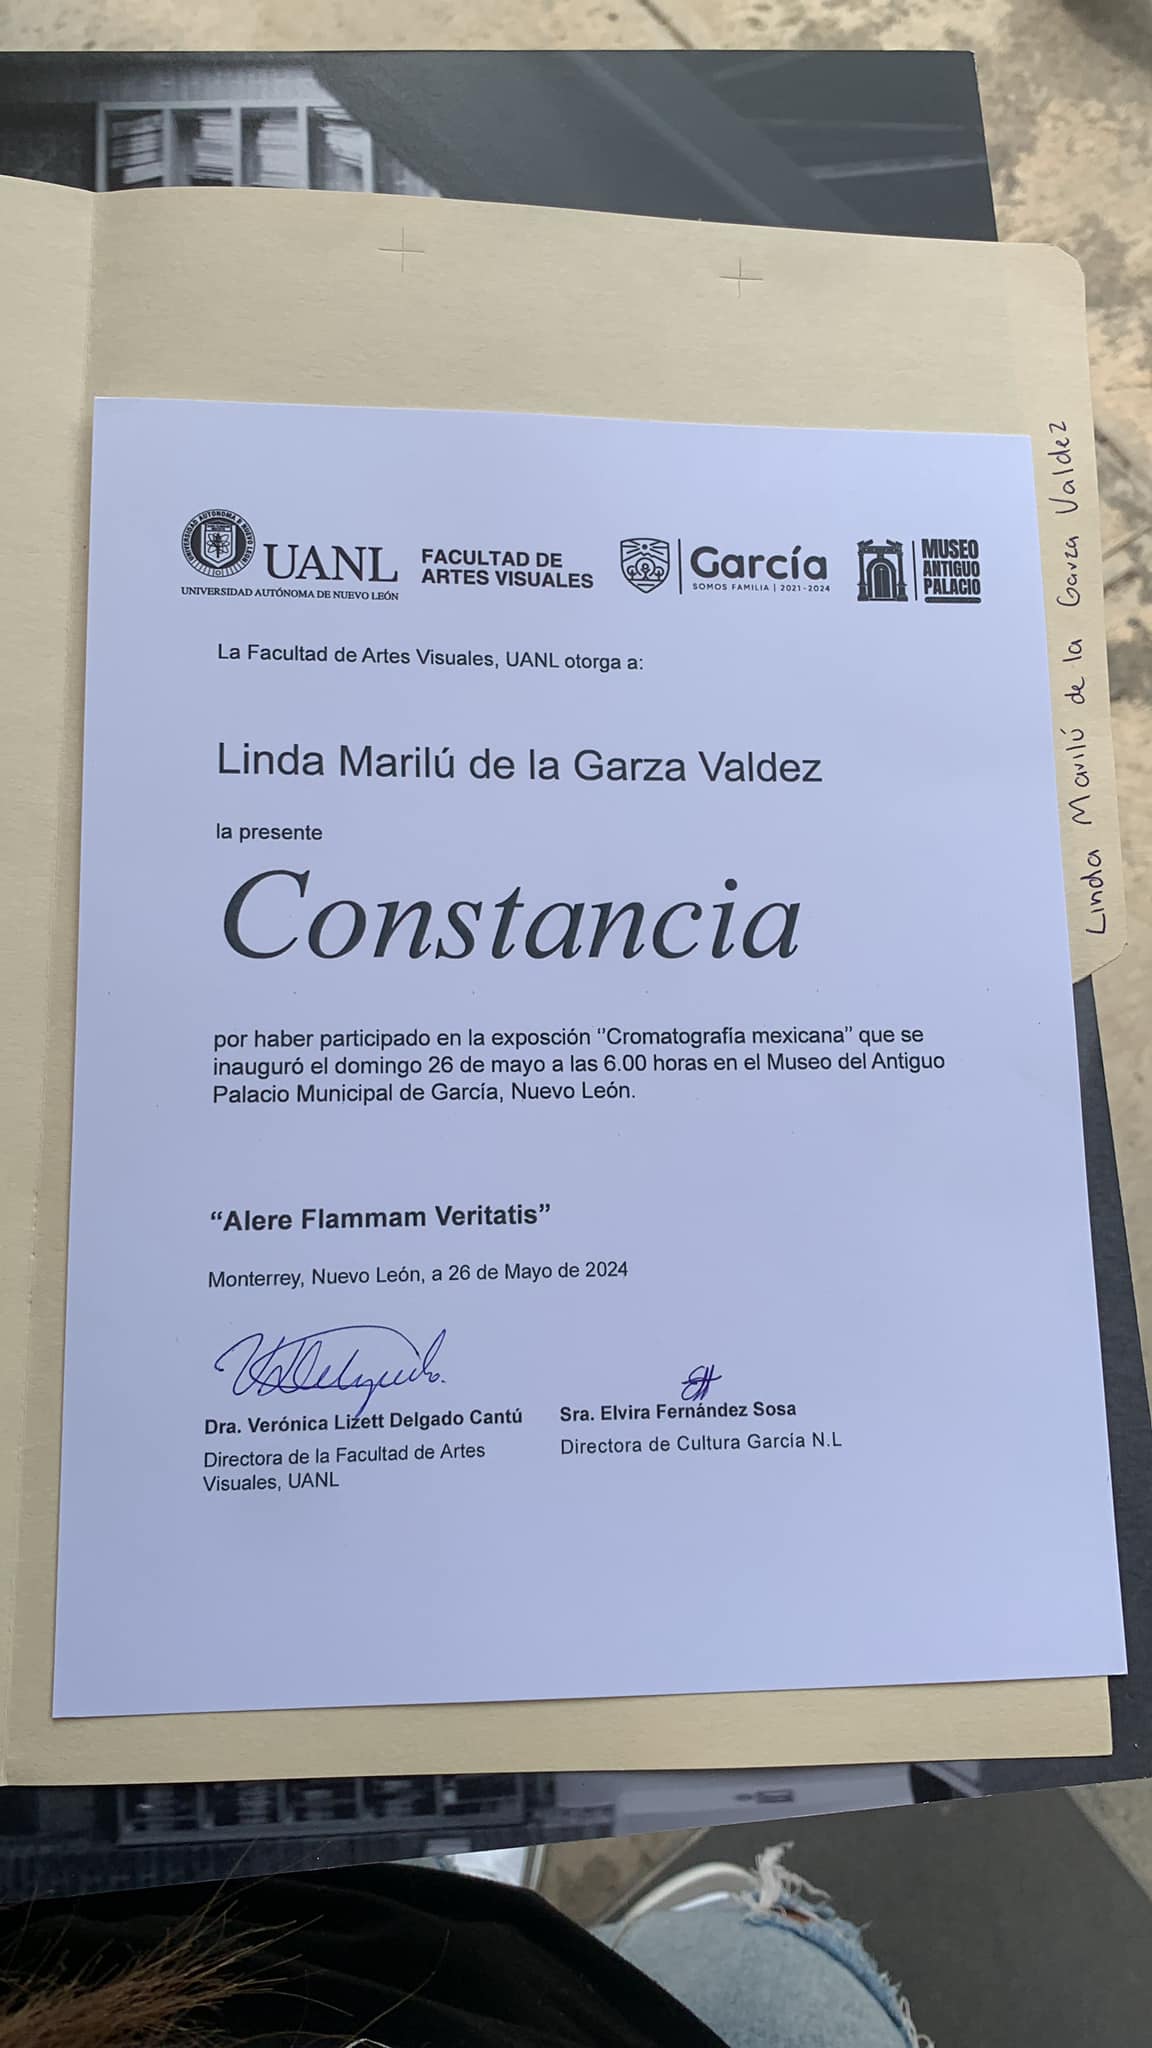 UANL
UNIVERSIDAD AUTÓNOMA DE NUEVO LEÓN
FACULTAD DE
ARTES VISUALES
García
SOMOS FAMILIA | 2021-2024
MUSEO
ANTIGUO
PALACIO
La Facultad de Artes Visuales, UANL otorga a:
Linda Marilú de la Garza Valdez
la presente
Constancia
por haber participado en la exposción “Cromatografía mexicana” que se
inauguró el domingo 26 de mayo a las 6.00 horas en el Museo del Antiguo
Palacio Municipal de García, Nuevo León.
“Alere Flammam Veritatis”
Monterrey, Nuevo León, a 26 de Mayo de 2024
Dra. Verónica Lizett Delgado Cantú
Directora de la Facultad de Artes
Visuales, UANL
Sra. Elvira Fernández Sosa
Directora de Cultura García N.L
Linda Marilú de la Garza Valdez